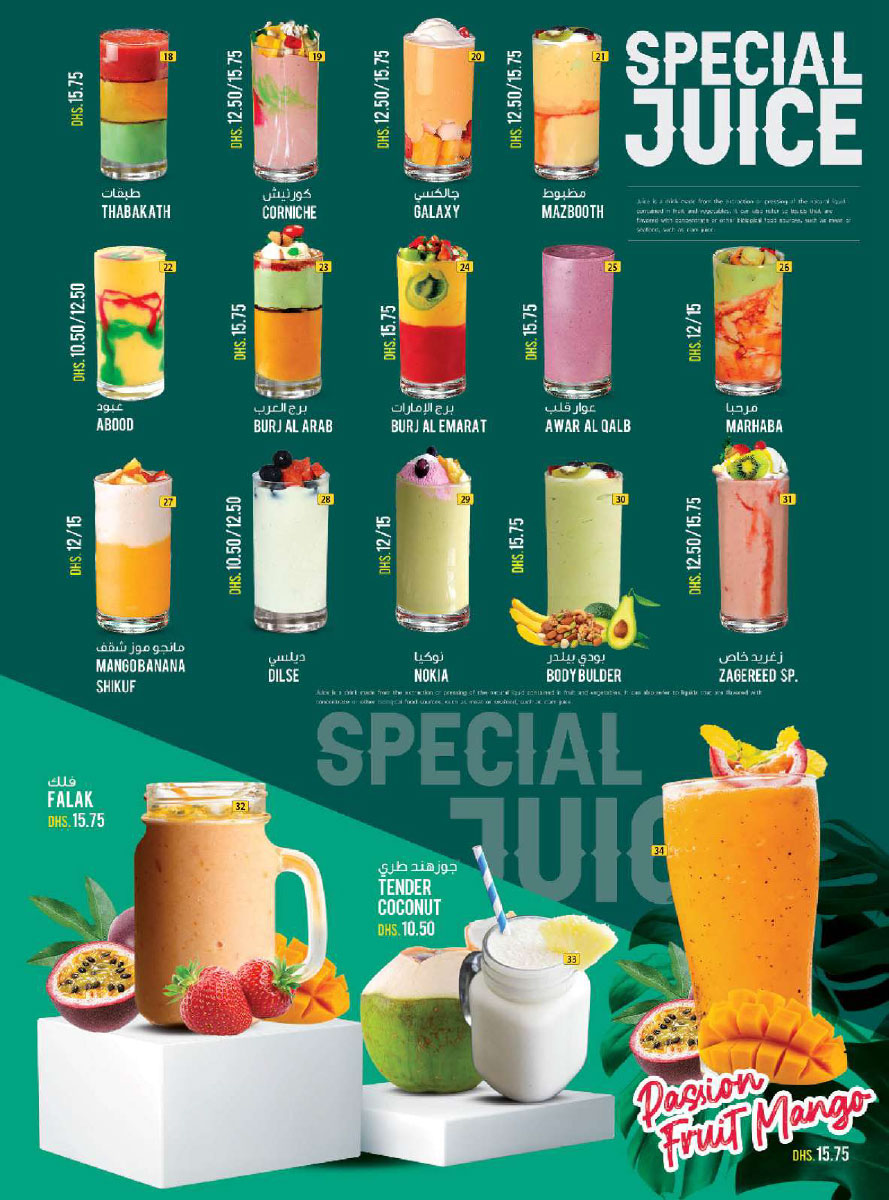 SPECIAL
JUICE
Juice is a drink made from the extraction or pressing of the natural liquid
contained in fruit and vegetables. It can also refer to liquids that are
flavored with concentrate or other biological food sources, such as meat or
seafood, such as clam juice.
18
DHS.15.75
طبقات
THABAKATH
19
DHS.12.50/15.75
كورنيش
CORNICHE
20
DHS.12.50/15.75
جالكسي
GALAXY
21
DHS.12.50/15.75
مظبوط
MAZBOOTH
22
DHS.10.50/12.50
عبود
ABOOD
23
DHS.15.75
برج العرب
BURJ AL ARAB
24
DHS.15.75
برج الإمارات
BURJ AL EMARAT
25
DHS.15.75
عوار قلب
AWAR AL QALB
26
DHS.12/15
مرحبا
MARHABA
27
DHS.12/15
مانجو موز شقف
MANGO BANANA
SHIKUF
28
DHS.10.50/12.50
ديلسي
DILSE
29
DHS.12/15
نوكيا
NOKIA
30
DHS.15.75
بودي بيلدر
BODY BULDER
31
DHS.12.50/15.75
زغريد خاص
ZAGEREED SP.
Juice is a drink made from the extraction or pressing of the natural liquid contained in fruit and vegetables. It can also refer to liquids that are flavored with
concentrate or other biological food sources, such as meat or seafood, such as clam juice.
SPECIAL
JUIC
فلك
FALAK
DHS.15.75
32
جوزهند طري
TENDER
COCONUT
DHS.10.50
33
34
Passion
Fruit Mango
DHS.15.75